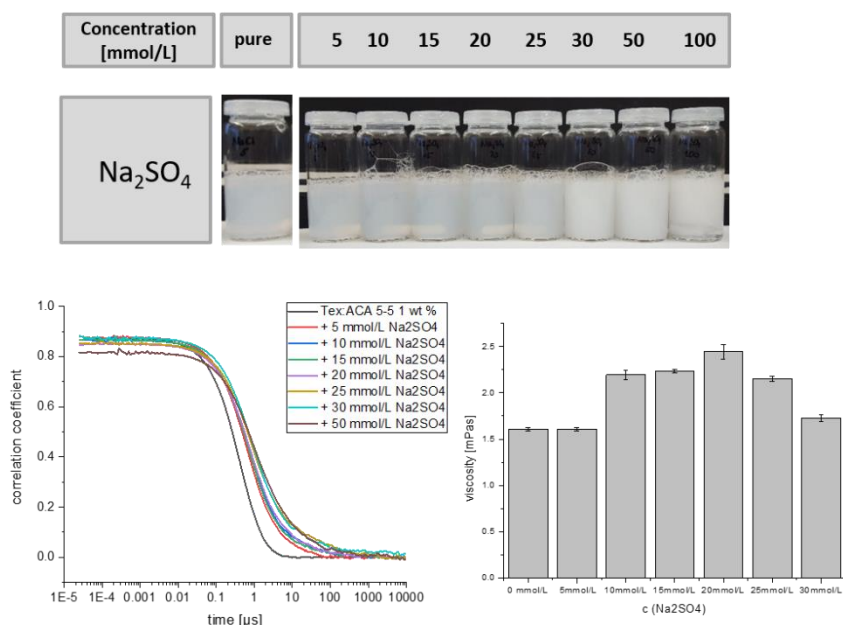 Concentration
[mmol/L]
pure
5 10 15 20 25 30 50 100
Na₂SO₄
1.0
0.8
0.6
0.4
0.2
0.0
correlation coefficient
1E-5 1E-4 0.001 0.01 0.1 1 10 100 1000 10000
time [µs]
Tex:ACA 5-5 1 wt %
+ 5 mmol/L Na2SO4
+ 10 mmol/L Na2SO4
+ 15 mmol/L Na2SO4
+ 20 mmol/L Na2SO4
+ 25 mmol/L Na2SO4
+ 30 mmol/L Na2SO4
+ 50 mmol/L Na2SO4
2.5
2.0
1.5
1.0
0.5
0.0
viscosity [mPas]
0 mmol/L 5mmol/L 10mmol/L 15mmol/L 20mmol/L 25mmol/L 30mmol/L
c (Na2SO4)